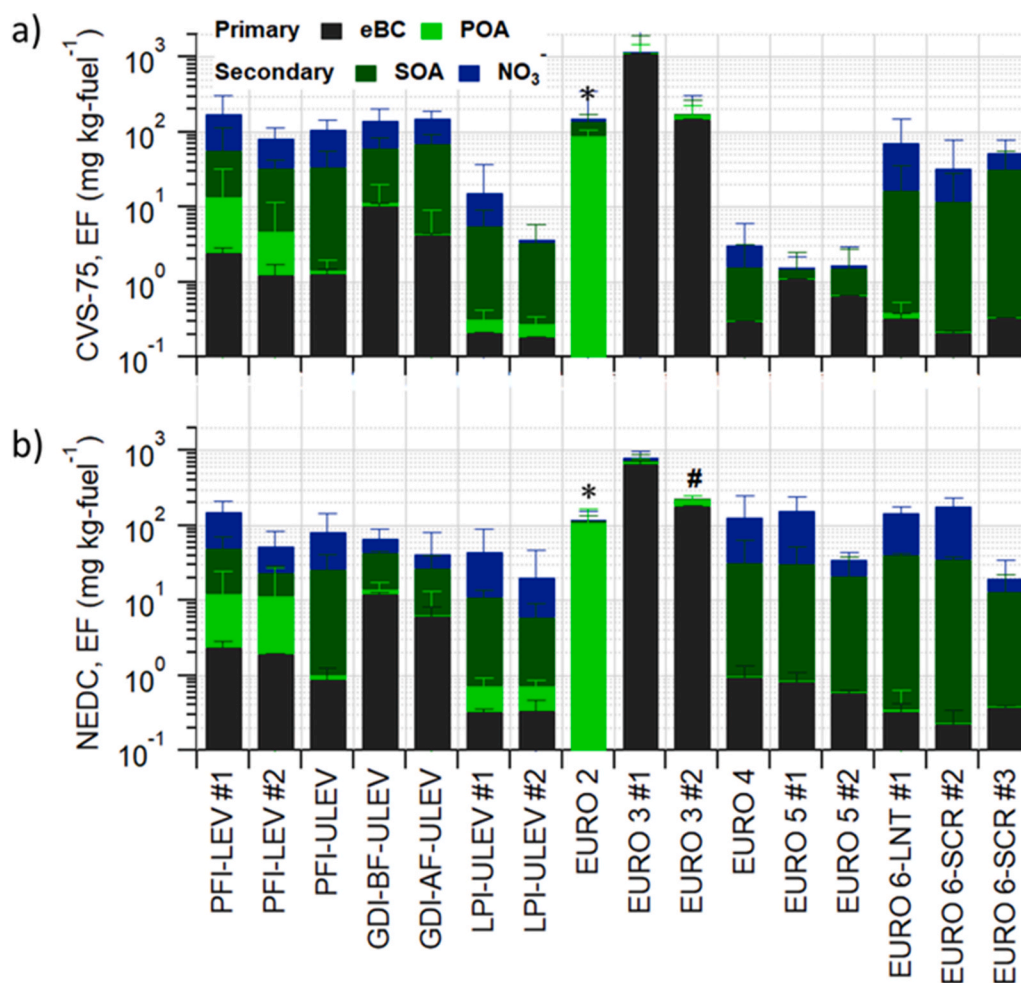 a)
Primary eBC POA
Secondary SOA NO₃⁻
CVS-75, EF (mg kg-fuel⁻¹)
10³
10²
10¹
10⁰
10⁻¹
*
b)
NEDC, EF (mg kg-fuel⁻¹)
10³
10²
10¹
10⁰
10⁻¹
*
#
PFI-LEV #1
PFI-LEV #2
PFI-ULEV
GDI-BF-ULEV
GDI-AF-ULEV
LPI-ULEV #1
LPI-ULEV #2
EURO 2
EURO 3 #1
EURO 3 #2
EURO 4
EURO 5 #1
EURO 5 #2
EURO 6-LNT #1
EURO 6-SCR #2
EURO 6-SCR #3